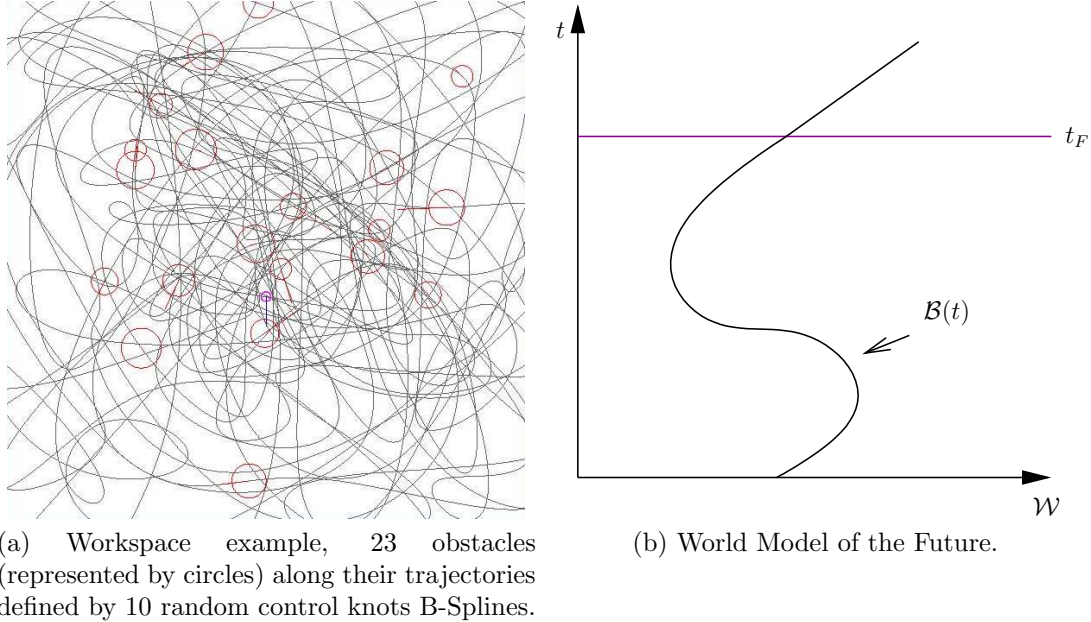 t
t_F
B(t)
W
(a) Workspace example, 23 obstacles
(represented by circles) along their trajectories
defined by 10 random control knots B-Splines.
(b) World Model of the Future.